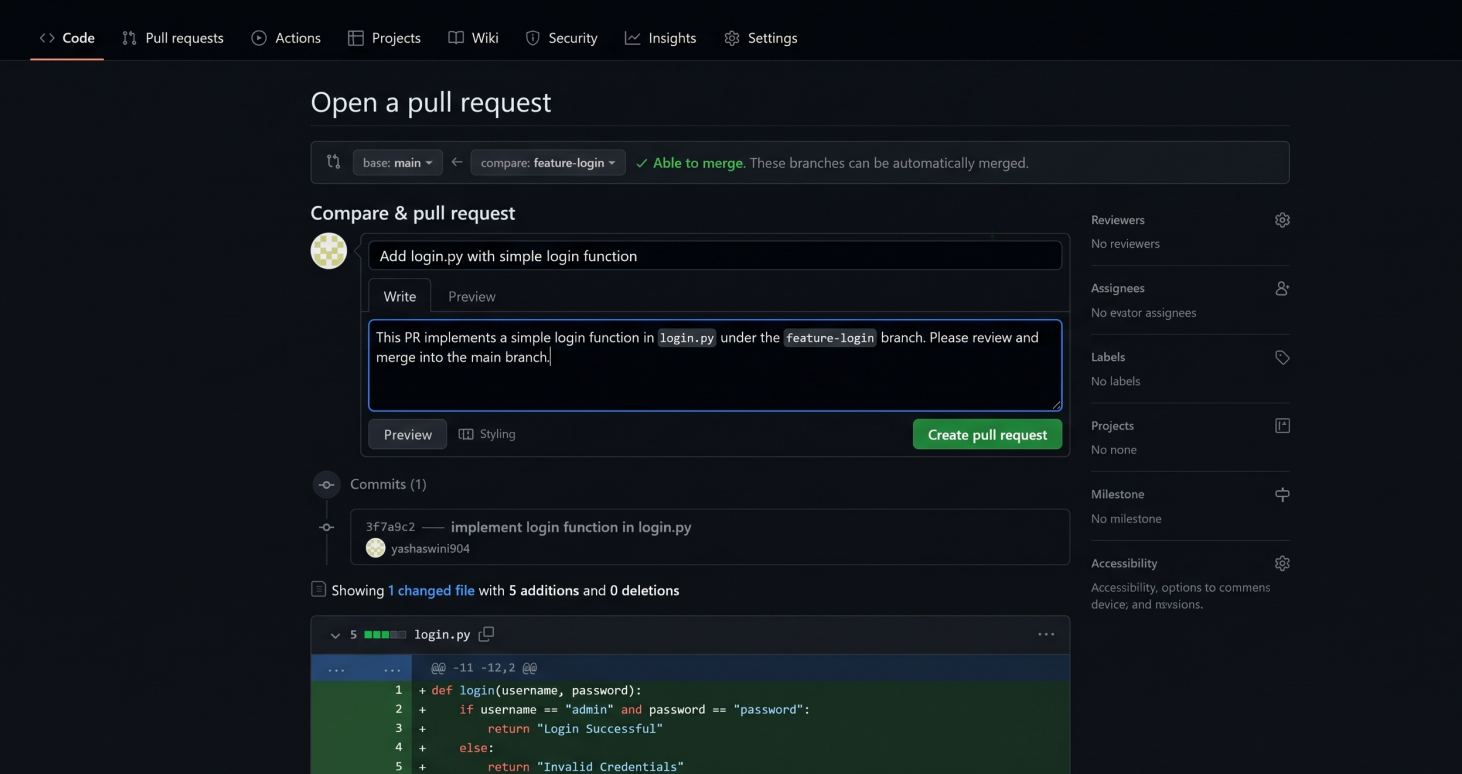 Code Pull requests Actions Projects Wiki Security Insights Settings
Open a pull request
base: main ← compare: feature-login ✓ Able to merge. These branches can be automatically merged.
Compare & pull request
Add login.py with simple login function
Write Preview
This PR implements a simple login function in login.py under the feature-login branch. Please review and
merge into the main branch.
Preview Styling Create pull request
Commits (1)
3f7a9c2 —— implement login function in login.py
yashaswini904
Showing 1 changed file with 5 additions and 0 deletions
5 login.py ...
... ... @@ -11 -12,2 @@
1 + def login(username, password):
2 +     if username == "admin" and password == "password":
3 +         return "Login Successful"
4 +     else:
5 +         return "Invalid Credentials"
Reviewers
No reviewers
Assignees
No evator assignees
Labels
No labels
Projects
No none
Milestone
No milestone
Accessibility
Accessibility, options to commens
device; and